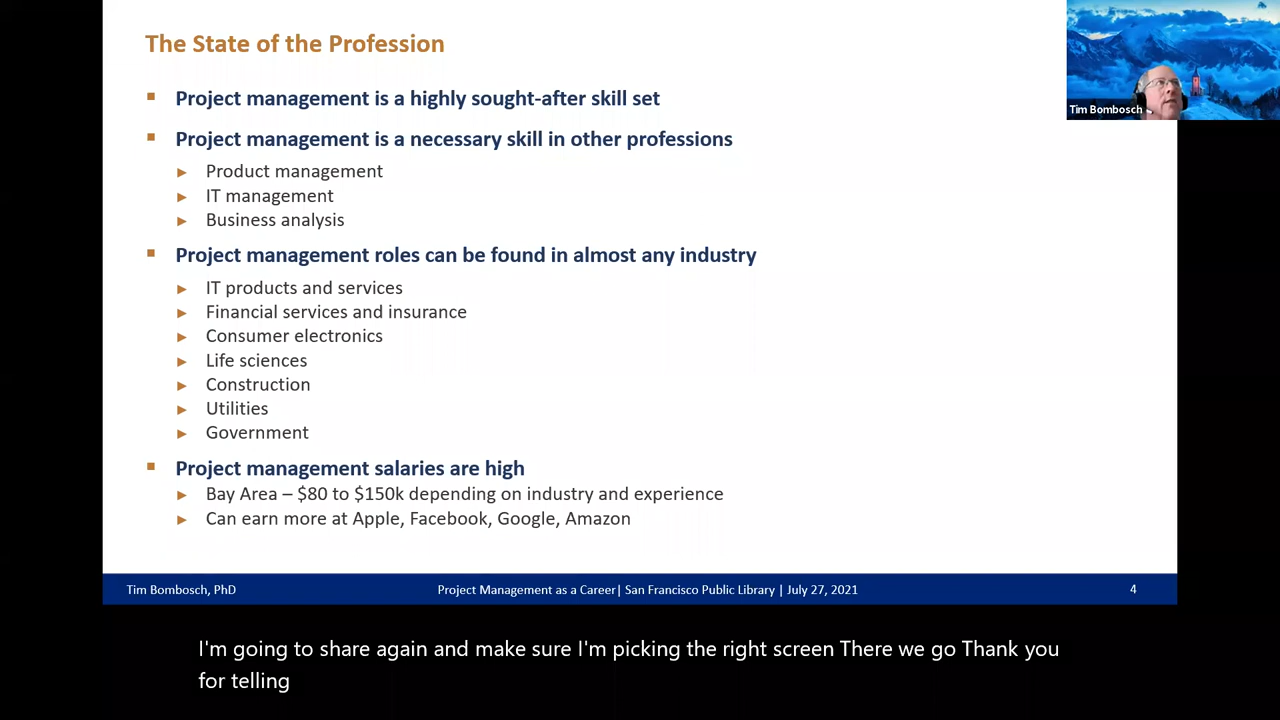 The State of the Profession
Project management is a highly sought-after skill set
Project management is a necessary skill in other professions
Product management
IT management
Business analysis
Project management roles can be found in almost any industry
IT products and services
Financial services and insurance
Consumer electronics
Life sciences
Construction
Utilities
Government
Project management salaries are high
Bay Area – $80 to $150k depending on industry and experience
Can earn more at Apple, Facebook, Google, Amazon
Tim Bombosch
Tim Bombosch, PhD
Project Management as a Career| San Francisco Public Library | July 27, 2021
4
I'm going to share again and make sure I'm picking the right screen There we go Thank you
for telling